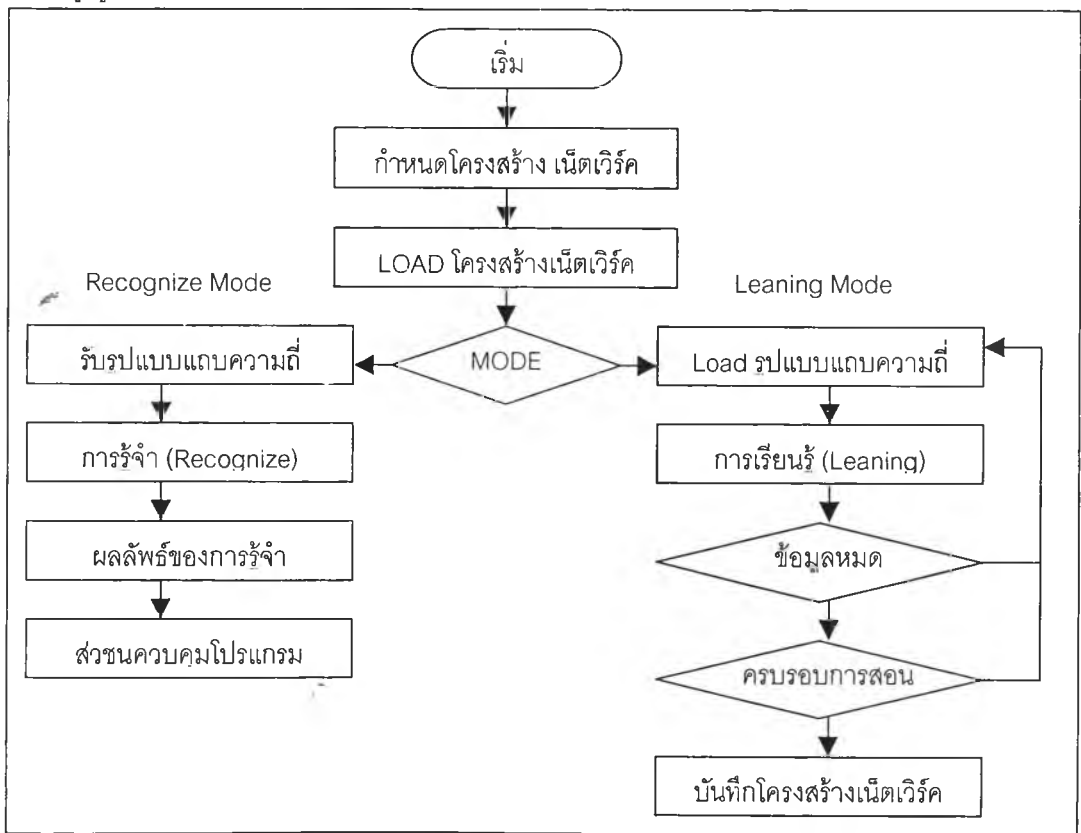 เริ่ม
กำหนดโครงสร้าง เน็ตเวิร์ค
LOAD โครงสร้างเน็ตเวิร์ค
Recognize Mode
Leaning Mode
MODE
รับรูปแบบแถบความถี่
การรู้จำ (Recognize)
ผลลัพธ์ของการรู้จำ
ส่วชนควบคุมโปรแกรม
Load รูปแบบแถบความถี่
การเรียนรู้ (Leaning)
ข้อมูลหมด
ครบรอบการสอน
บันทึกโครงสร้างเน็ตเวิร์ค